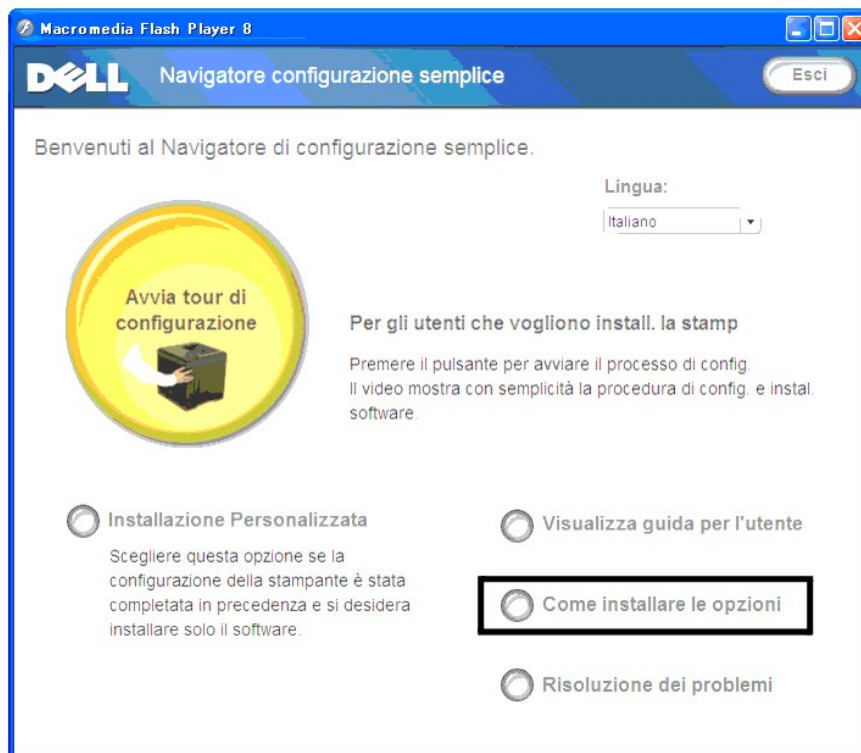 Macromedia Flash Player 8
DELL
Navigatore configurazione semplice
Esci
Benvenuti al Navigatore di configurazione semplice.
Lingua:
Italiano
Avvia tour di
configurazione
Per gli utenti che vogliono install. la stamp
Premere il pulsante per avviare il processo di config.
Il video mostra con semplicità la procedura di config. e instal.
software.
Installazione Personalizzata
Scegliere questa opzione se la
configurazione della stampante è stata
completata in precedenza e si desidera
installare solo il software.
Visualizza guida per l'utente
Come installare le opzioni
Risoluzione dei problemi